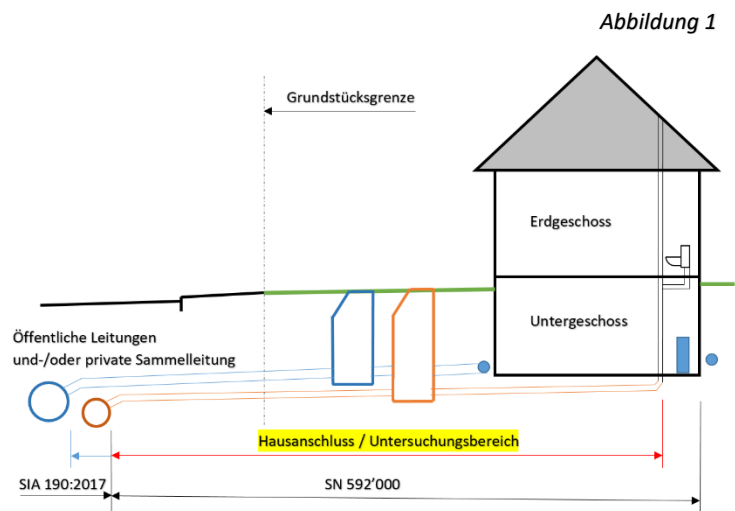 Abbildung 1
Grundstücksgrenze
Erdgeschoss
Untergeschoss
Öffentliche Leitungen
und-/oder private Sammelleitung
Hausanschluss / Untersuchungsbereich
SIA 190:2017
SN 592'000